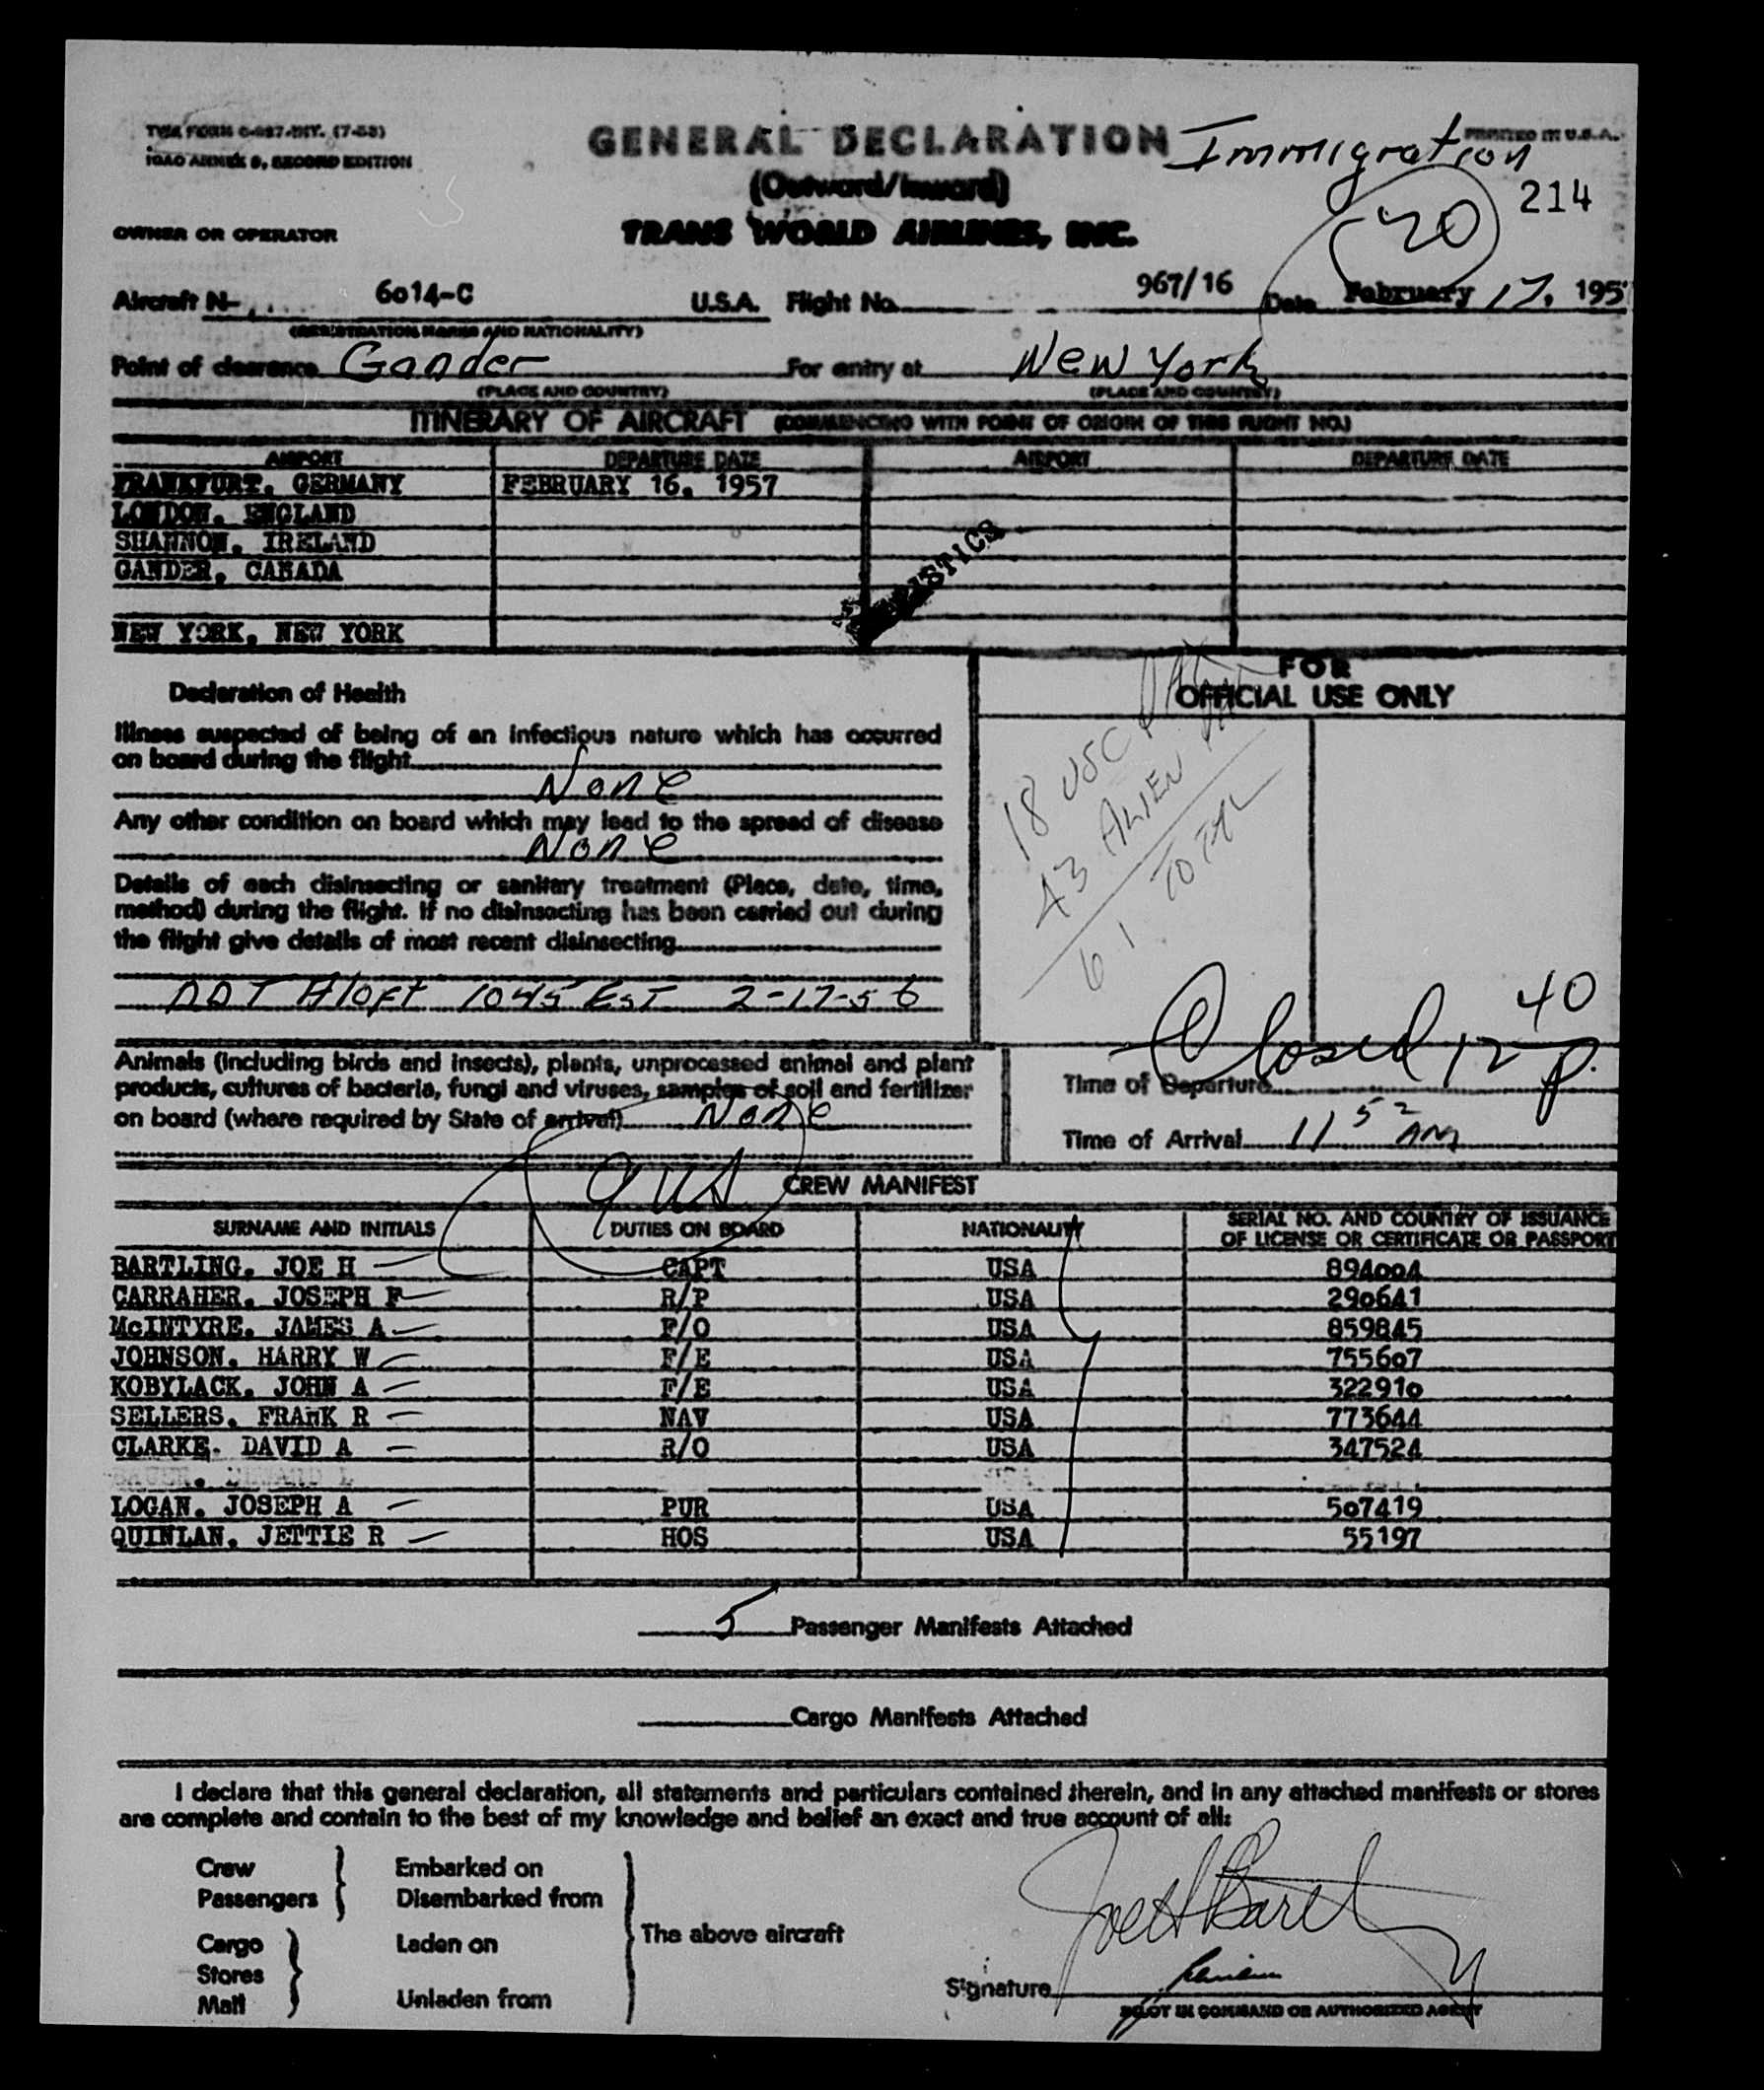 TWA FORM C-427-INT. (7-53)
ICAO ANNEX 9, SECOND EDITION
GENERAL DECLARATION
(Outward/Inward)
TRANS WORLD AIRLINES, INC.
Immigration
PRINTED IN U.S.A.
20
214
OWNER OR OPERATOR
Aircraft N- 6014-C U.S.A. Flight No. 967/16 Date February 17, 195
(REGISTRATION MARKS AND NATIONALITY)
Point of clearance Gander For entry at New York
(PLACE AND COUNTRY) (PLACE AND COUNTRY)
ITINERARY OF AIRCRAFT (COMMENCING WITH POINT OF ORIGIN OF THIS FLIGHT NO.)
AIRPORT DEPARTURE DATE AIRPORT DEPARTURE DATE
FRANKFURT, GERMANY FEBRUARY 16, 1957
LONDON, ENGLAND
SHANNON, IRELAND
GANDER, CANADA
NEW YORK, NEW YORK
Declaration of Health
Illness suspected of being of an infectious nature which has occurred
on board during the flight
None
Any other condition on board which may lead to the spread of disease
None
Details of each disinsecting or sanitary treatment (Place, date, time,
method) during the flight. If no disinsecting has been carried out during
the flight give details of most recent disinsecting
DDT Aloft 1045 EST 2-17-56
FOR
OFFICIAL USE ONLY
18 USC
43 ALIEN
61 TOTAL
Closed 12 40 P.
Animals (including birds and insects), plants, unprocessed animal and plant
products, cultures of bacteria, fungi and viruses, samples of soil and fertilizer
on board (where required by State of arrival) None
Time of Departure
Time of Arrival 11 52 AM
9 US
CREW MANIFEST
SURNAME AND INITIALS DUTIES ON BOARD NATIONALITY SERIAL NO. AND COUNTRY OF ISSUANCE
OF LICENSE OR CERTIFICATE OR PASSPORT
BARTLING, JOE H CAPT USA 894004
CARRAHER, JOSEPH F R/P USA 290641
McINTYRE, JAMES A F/O USA 859845
JOHNSON, HARRY W F/E USA 755607
KOBYLACK, JOHN A F/E USA 322910
SELLERS, FRANK R NAV USA 773644
CLARKE, DAVID A R/O USA 347524
LOGAN, JOSEPH A PUR USA 507419
QUINLAN, JETTIE R HOS USA 55197
5 Passenger Manifests Attached
Cargo Manifests Attached
I declare that this general declaration, all statements and particulars contained therein, and in any attached manifests or stores
are complete and contain to the best of my knowledge and belief an exact and true account of all:
Crew
Passengers
Embarked on
Disembarked from
Cargo
Stores
Mail
Laden on
Unladen from
The above aircraft
Joe H Bartling
Signature
PILOT IN COMMAND OR AUTHORIZED AGENT